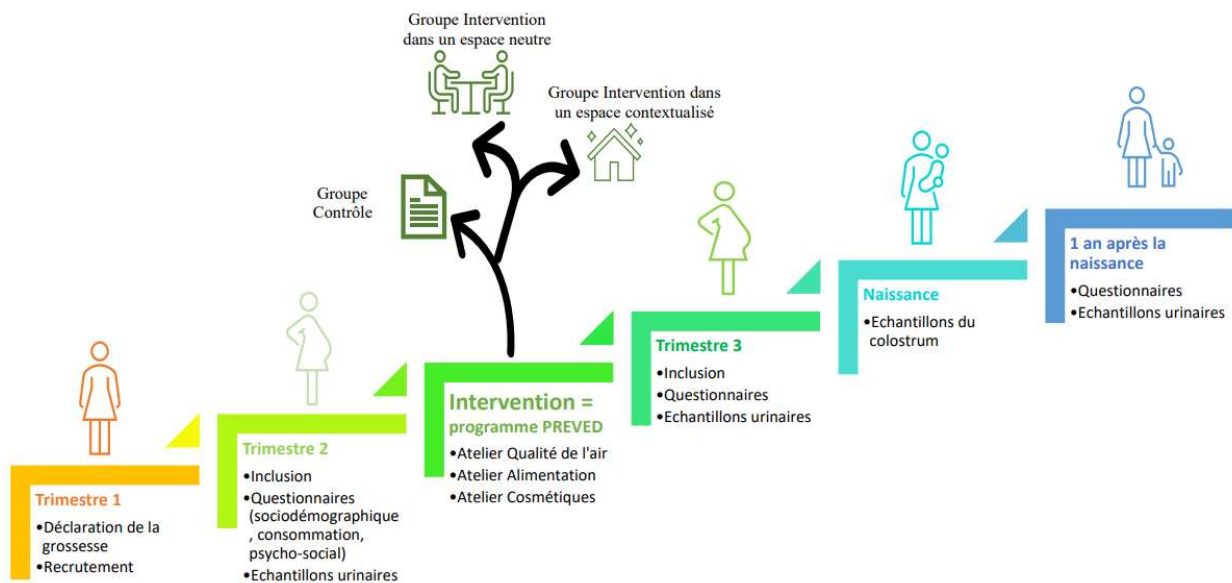 Groupe Intervention
dans un espace neutre
Groupe Intervention dans
un espace contextualisé
Groupe
Contrôle
Trimestre 1
•Déclaration de la
grossesse
•Recrutement
Trimestre 2
•Inclusion
•Questionnaires
(sociodémographique
, consommation,
psycho-social)
•Echantillons urinaires
Intervention =
programme PREVED
•Atelier Qualité de l'air
•Atelier Alimentation
•Atelier Cosmétiques
Trimestre 3
•Inclusion
•Questionnaires
•Echantillons urinaires
Naissance
•Echantillons du
colostrum
1 an après la
naissance
•Questionnaires
•Echantillons urinaires